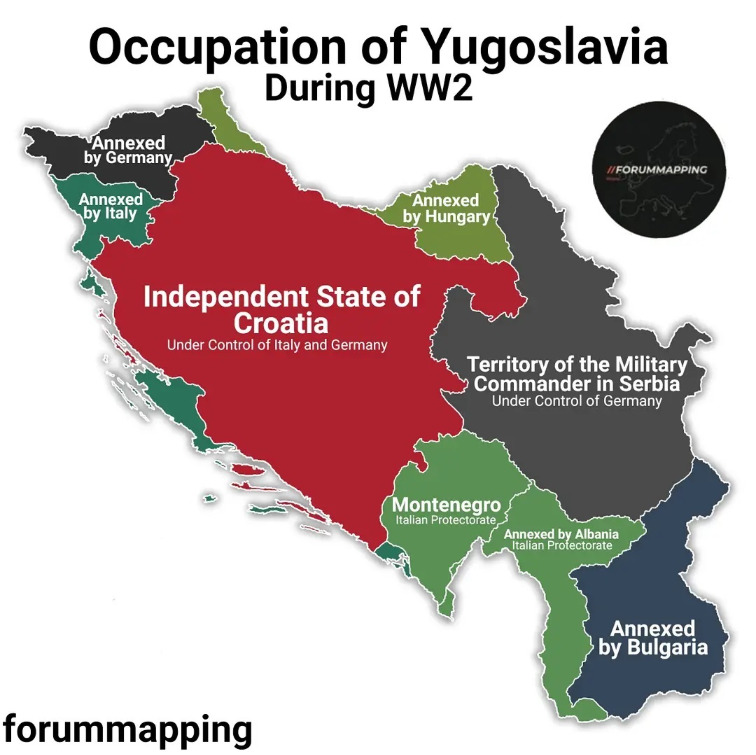 Occupation of Yugoslavia
During WW2
//FORUMMAPPING
Annexed
by Germany
Annexed
by Italy
Annexed
by Hungary
Independent State of
Croatia
Under Control of Italy and Germany
Territory of the Military
Commander in Serbia
Under Control of Germany
Montenegro
Italian Protectorate
Annexed by Albania
Italian Protectorate
Annexed
by Bulgaria
forummapping